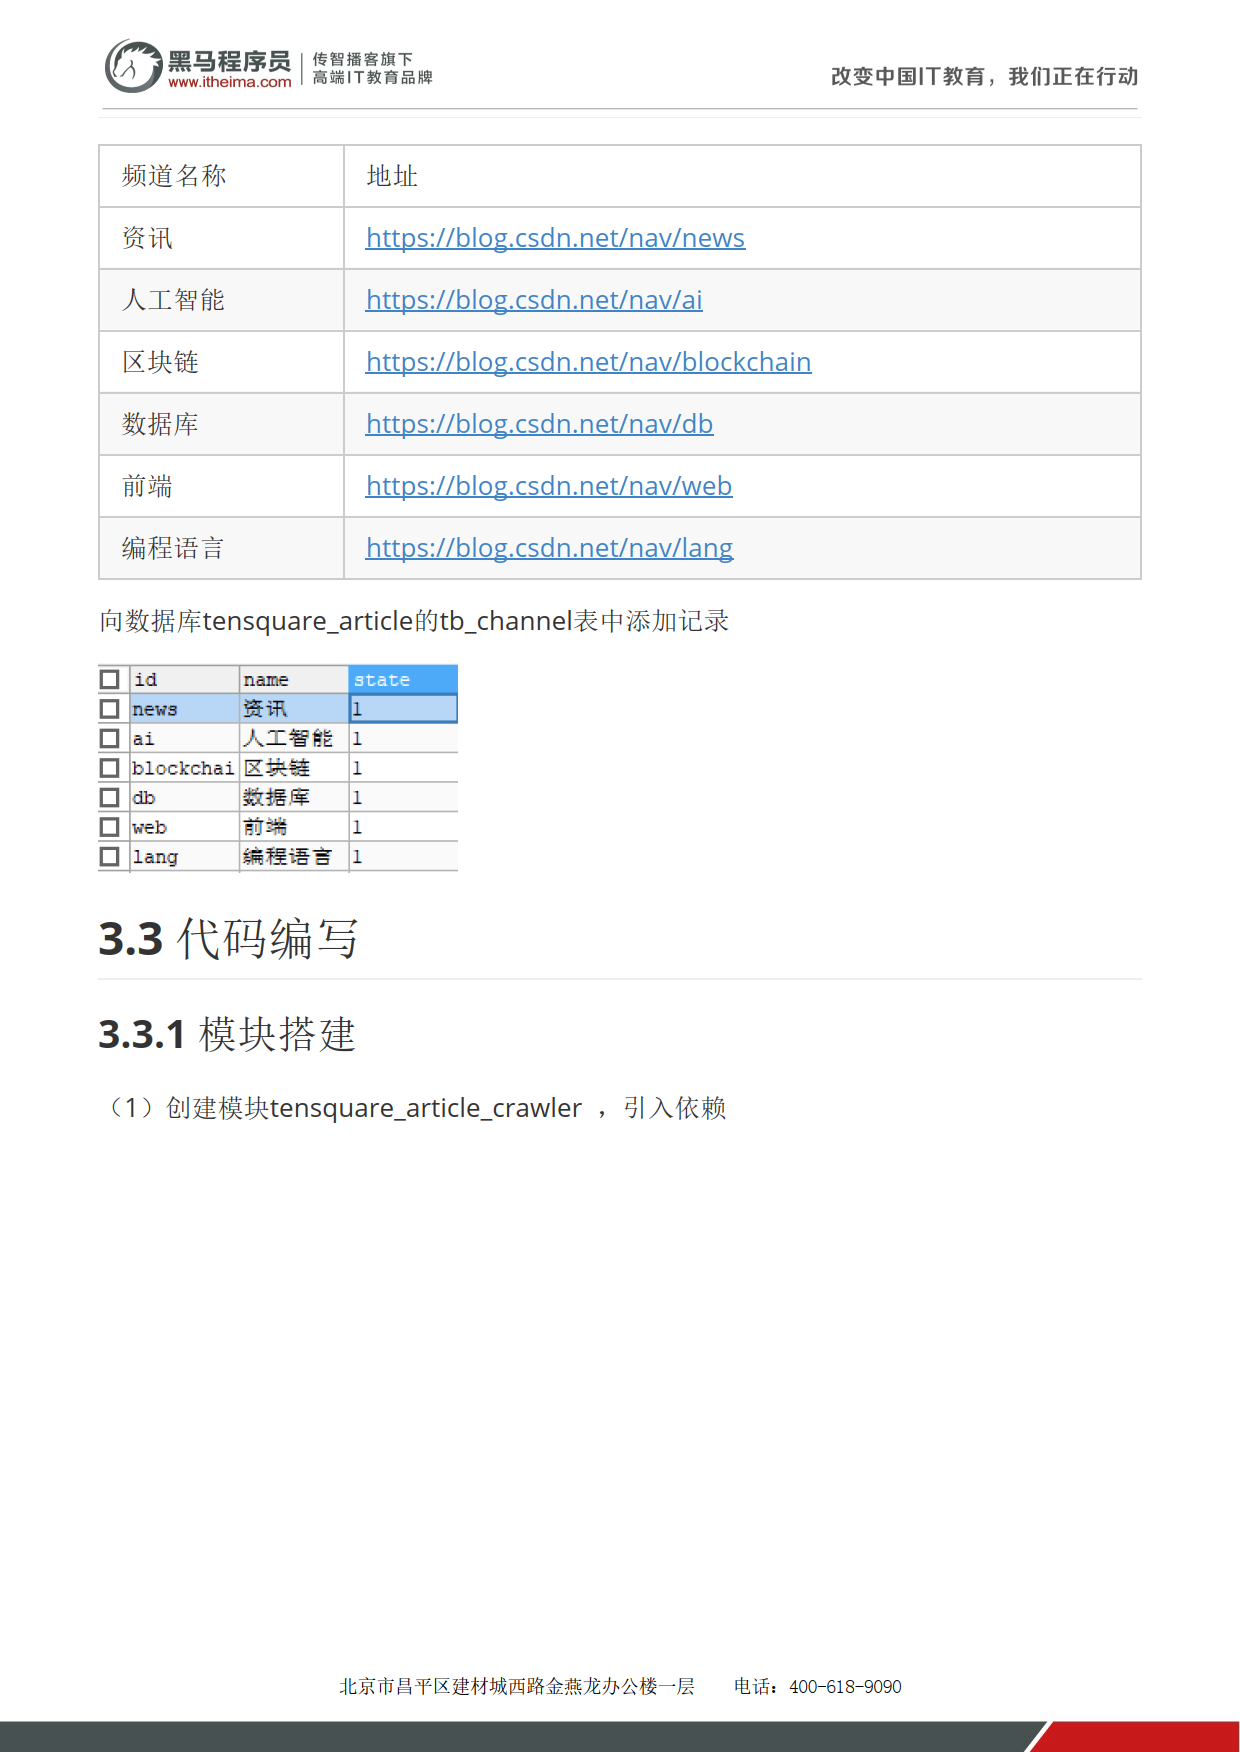 黑马程序员
www.itheima.com
传智播客旗下
高端IT教育品牌
改变中国IT教育，我们正在行动
频道名称 地址
资讯 https://blog.csdn.net/nav/news
人工智能 https://blog.csdn.net/nav/ai
区块链 https://blog.csdn.net/nav/blockchain
数据库 https://blog.csdn.net/nav/db
前端 https://blog.csdn.net/nav/web
编程语言 https://blog.csdn.net/nav/lang
向数据库tensquare_article的tb_channel表中添加记录
id name state
news 资讯 1
ai 人工智能 1
blockchai 区块链 1
db 数据库 1
web 前端 1
lang 编程语言 1
3.3 代码编写
3.3.1 模块搭建
（1）创建模块tensquare_article_crawler ，引入依赖
北京市昌平区建材城西路金燕龙办公楼一层 电话：400-618-9090